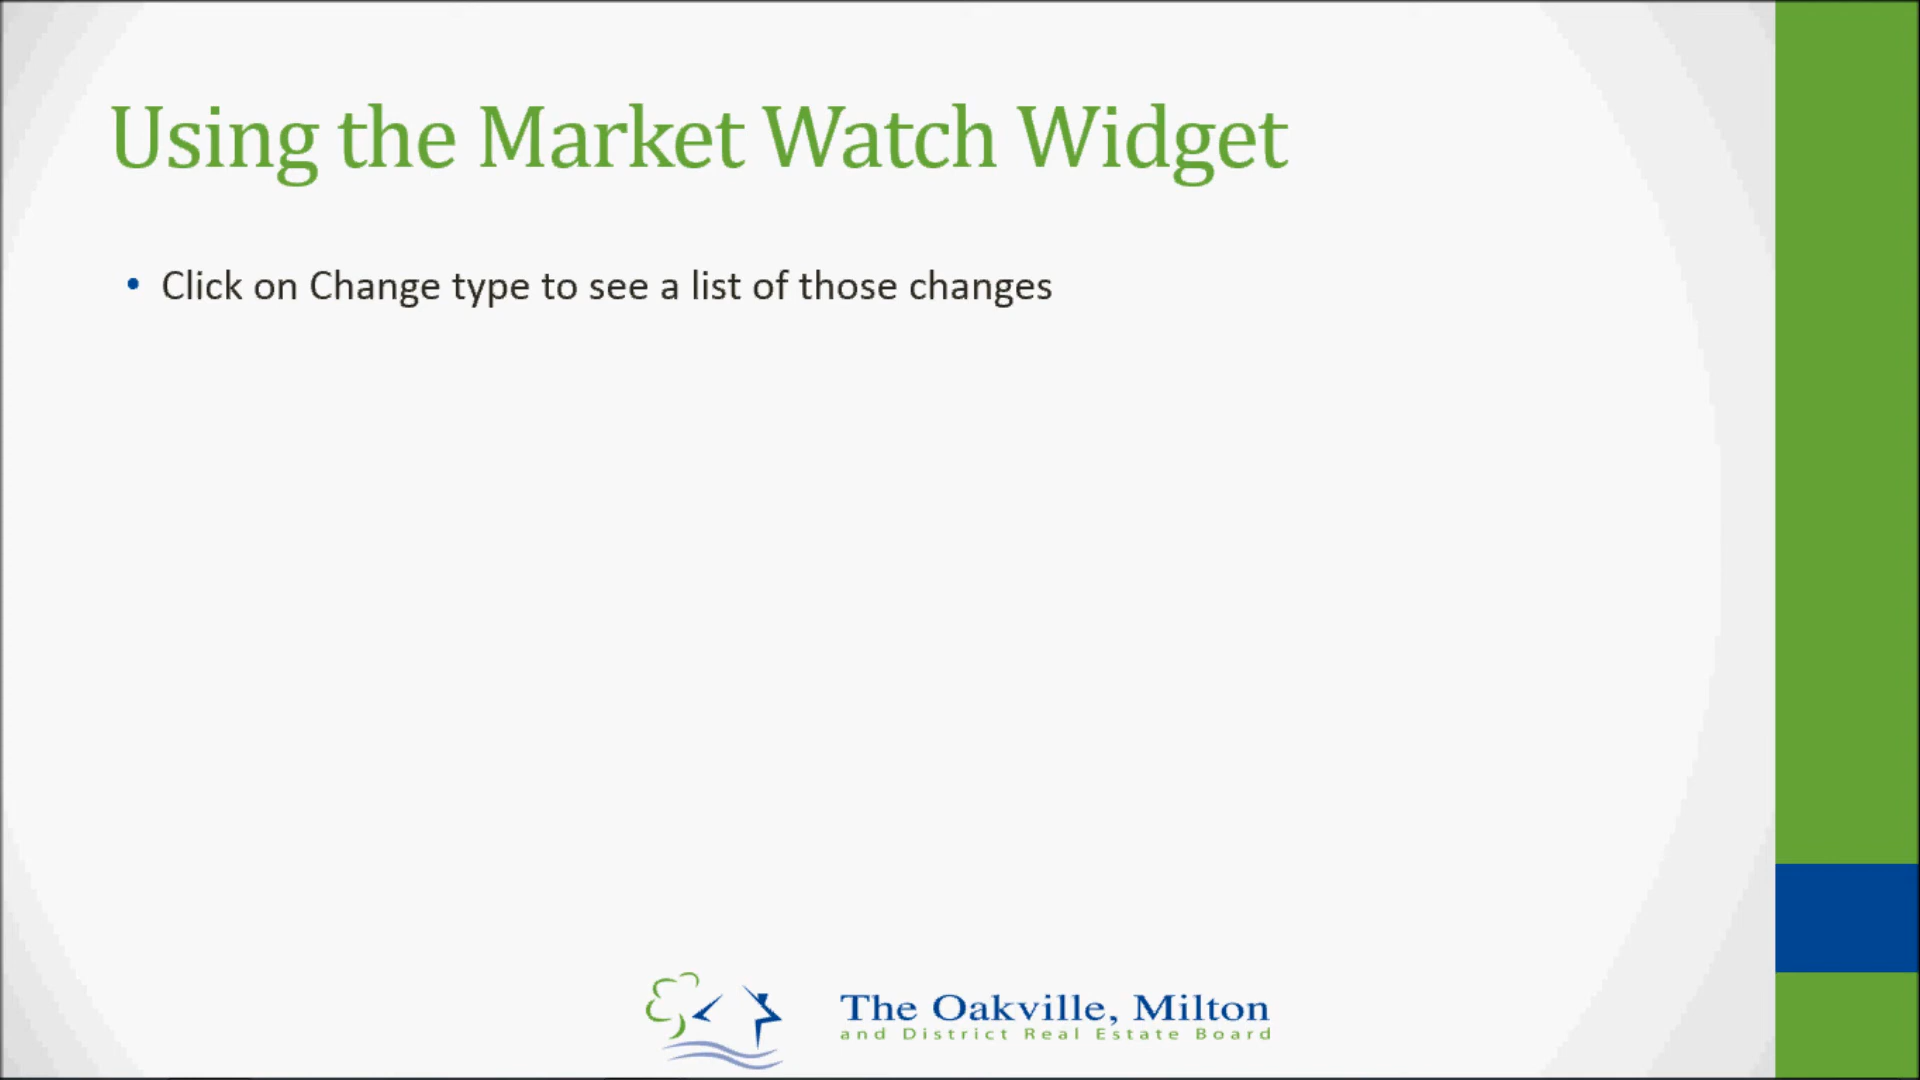 Using the Market Watch Widget
• Click on Change type to see a list of those changes
The Oakville, Milton
and District Real Estate Board